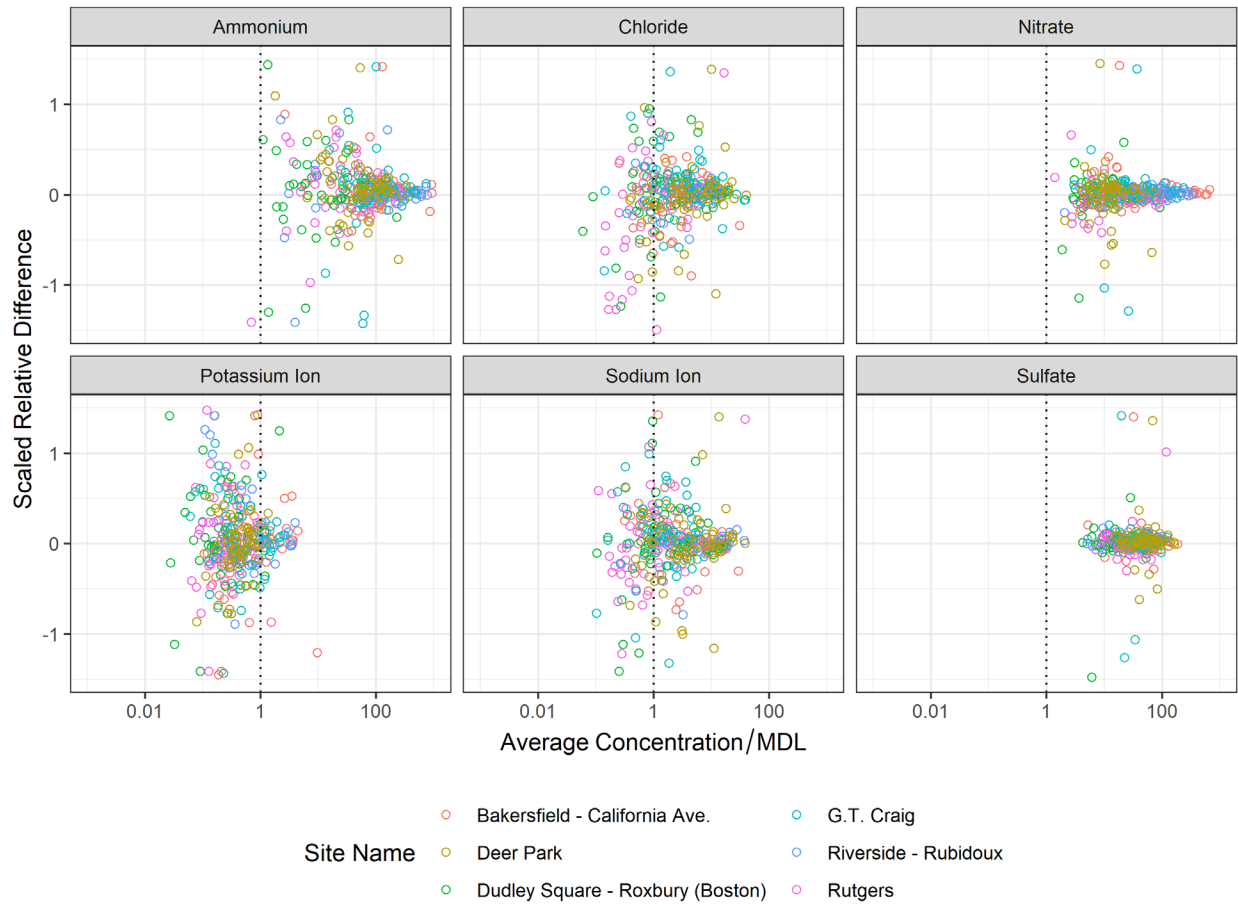 Ammonium
Chloride
Nitrate
1
0
-1
Scaled Relative Difference
Potassium Ion
Sodium Ion
Sulfate
1
0
-1
0.01 1 100
0.01 1 100
0.01 1 100
Average Concentration/MDL
Site Name
Bakersfield - California Ave.
Deer Park
Dudley Square - Roxbury (Boston)
G.T. Craig
Riverside - Rubidoux
Rutgers